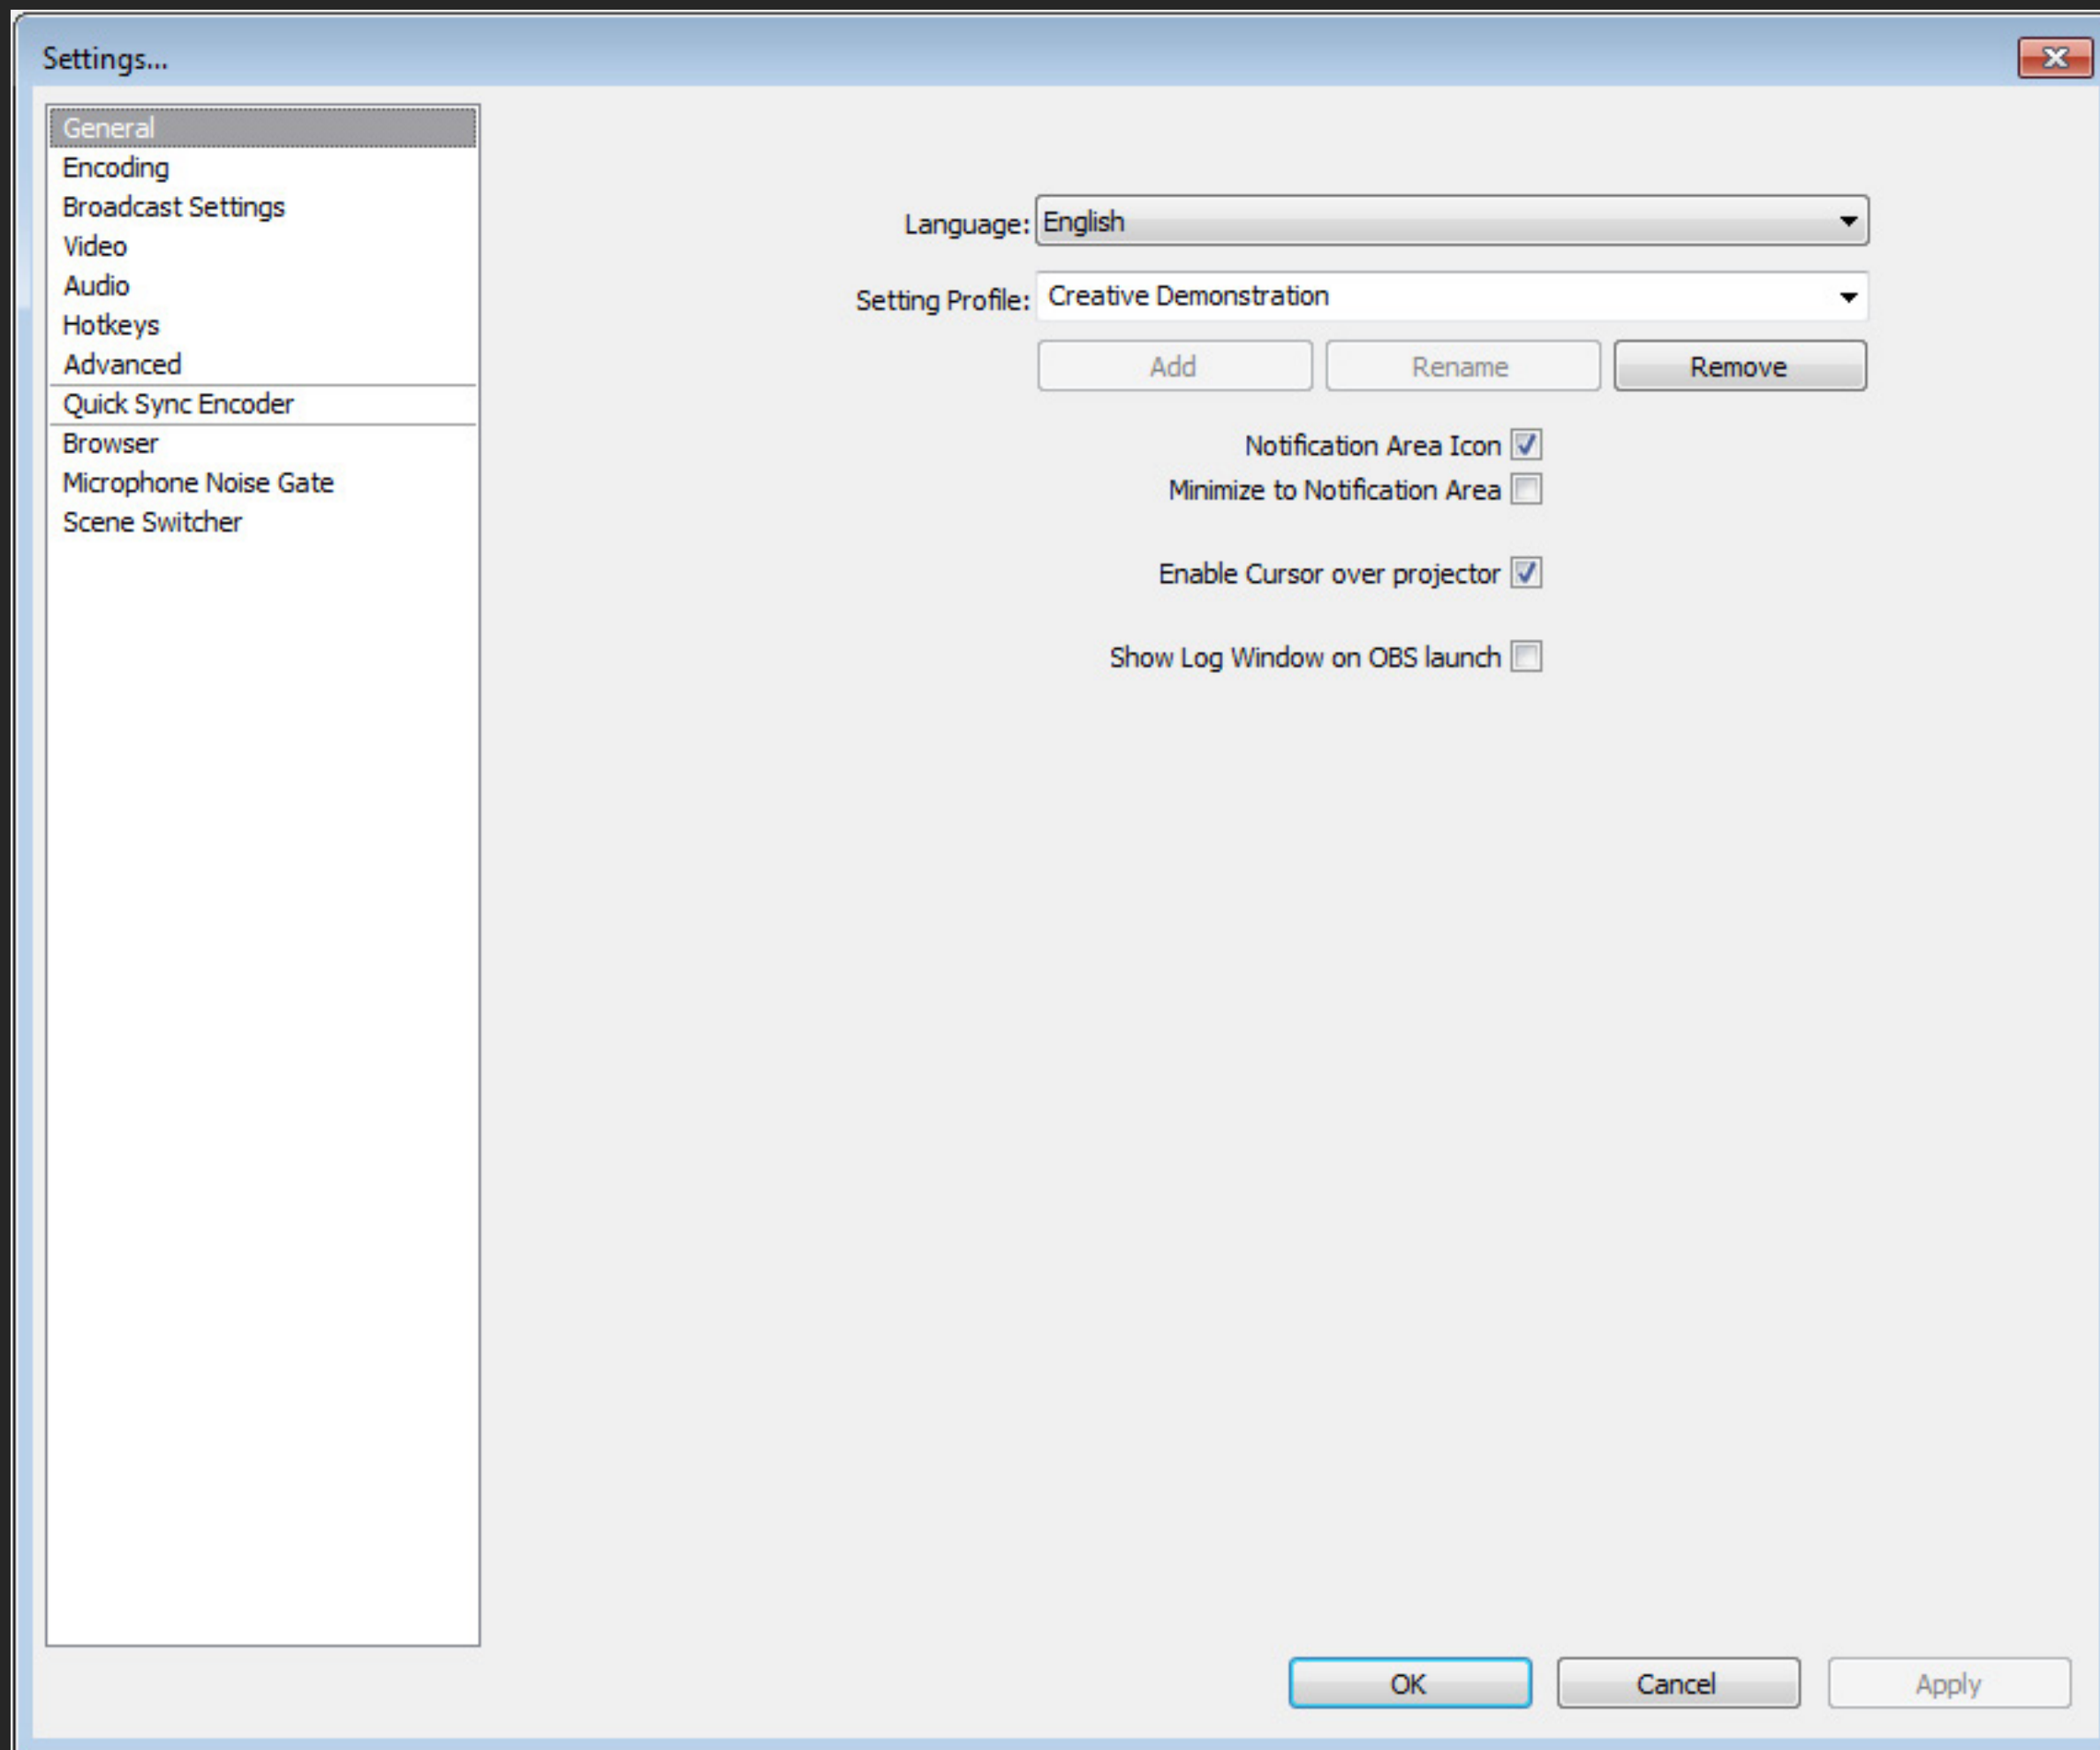 Settings...
General
Encoding
Broadcast Settings
Video
Audio
Hotkeys
Advanced
Quick Sync Encoder
Browser
Microphone Noise Gate
Scene Switcher
Language: English
Setting Profile: Creative Demonstration
Add Rename Remove
Notification Area Icon
Minimize to Notification Area
Enable Cursor over projector
Show Log Window on OBS launch
OK Cancel Apply